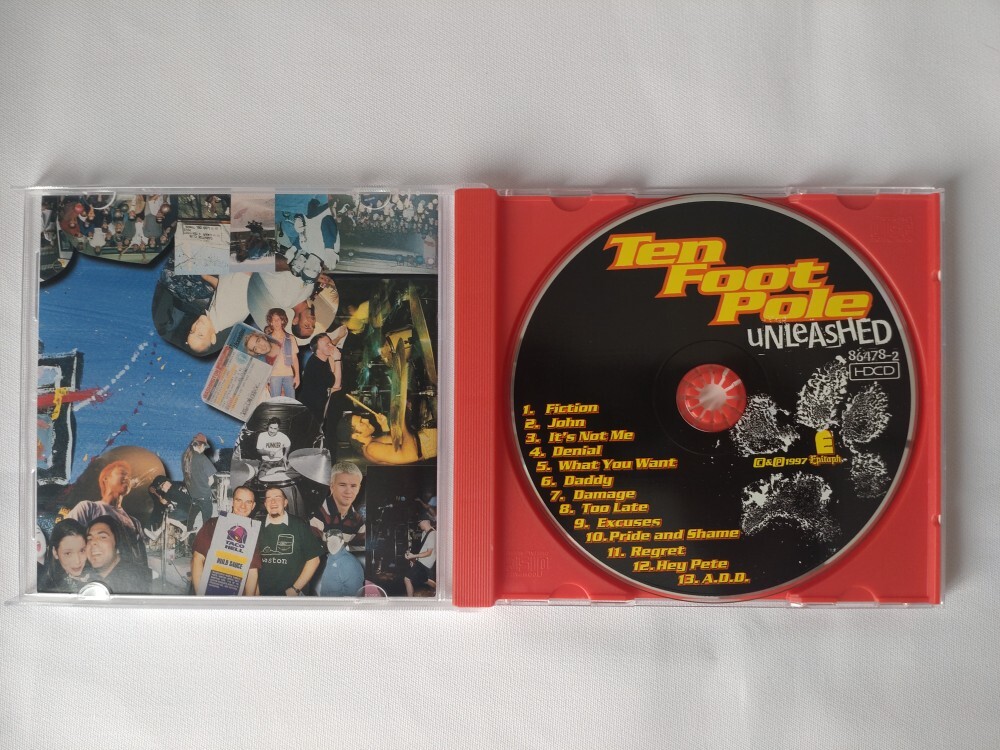 Ten
Foot
Pole
UNLEASHED
86478-2
HDCD
1. Fiction
2. John
3. It's Not Me
4. Denial
5. What You Want
6. Daddy
7. Damage
8. Too Late
9. Excuses
10. Pride and Shame
11. Regret
12. Hey Pete
13. A.D.D.
E
©&℗1997 Epitaph
TACO
HELL
MILD SAUCE